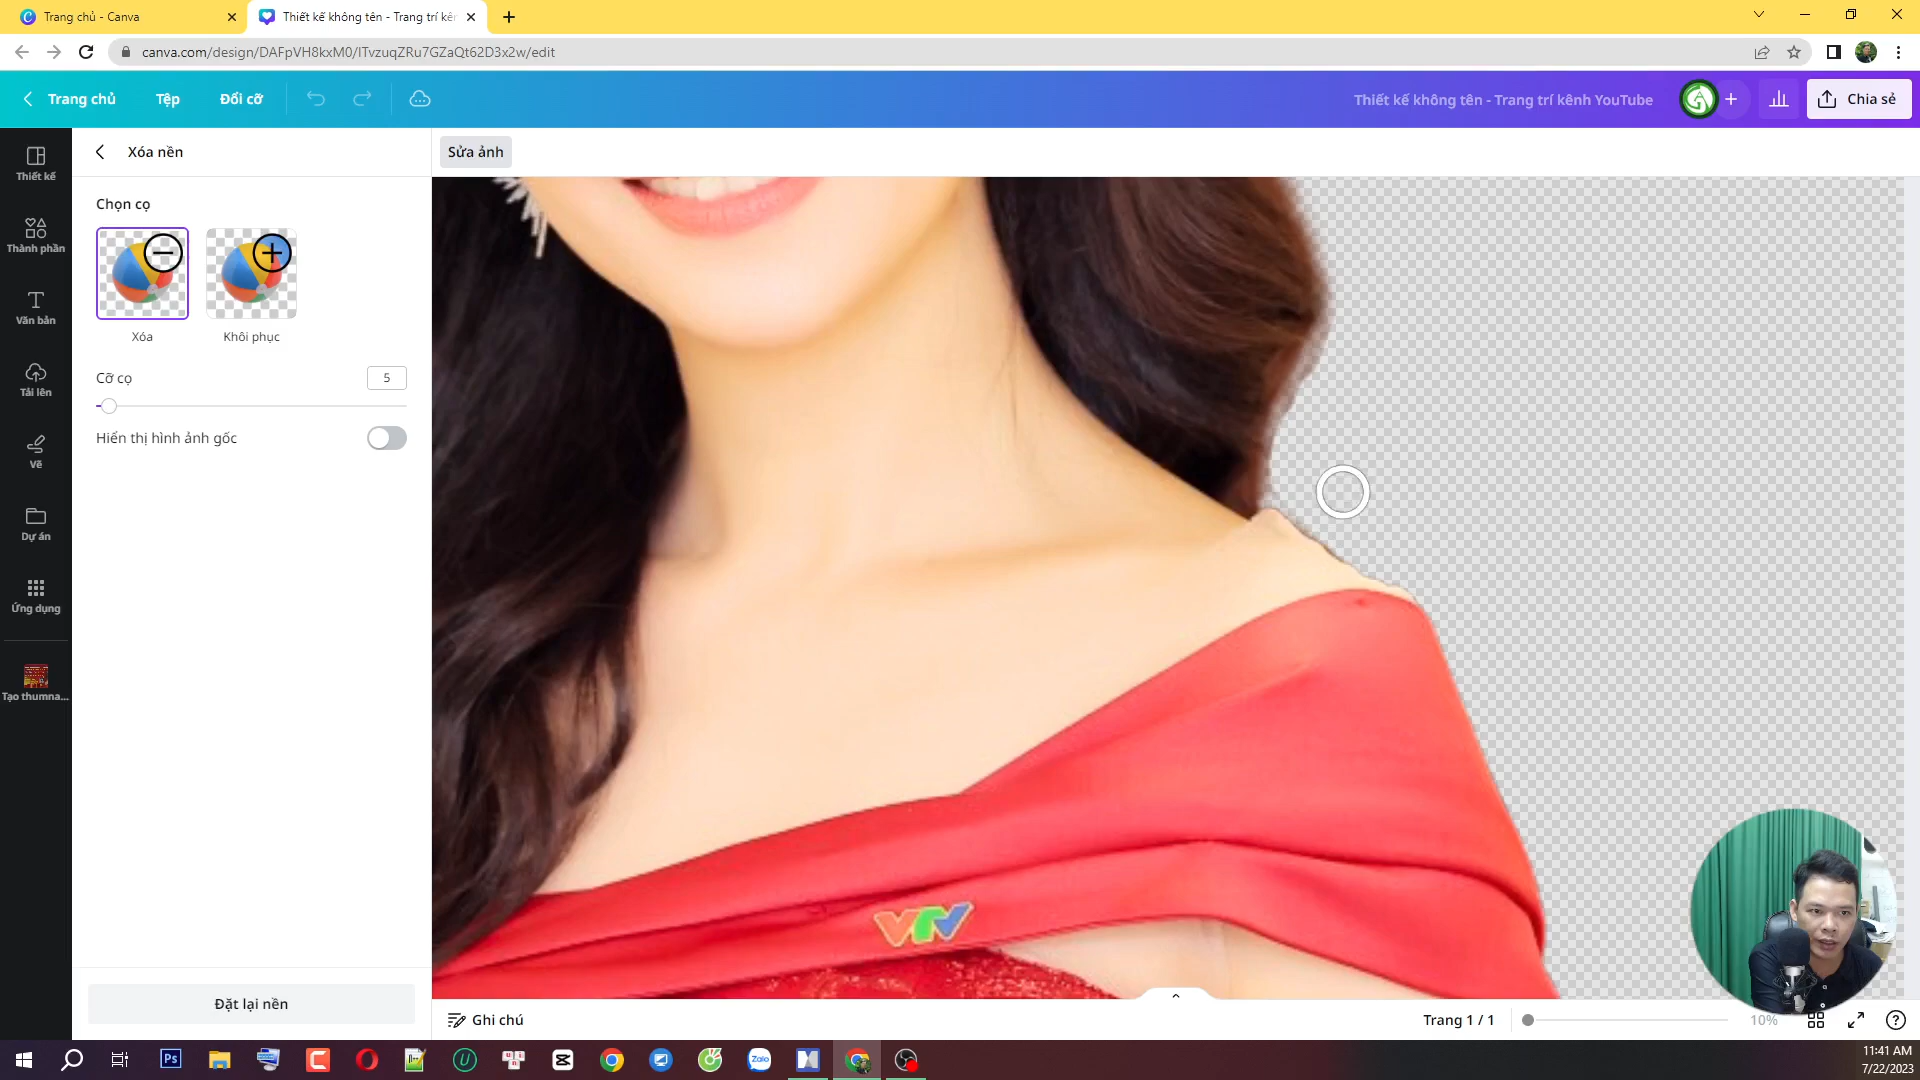 Trang chủ - Canva
Thiết kế không tên - Trang trí kên
canva.com/design/DAFpVH8kxM0/ITvzuqZRu7GZaQt62D3x2w/edit
Trang chủ
Tệp
Đổi cỡ
Thiết kế không tên - Trang trí kênh YouTube
Chia sẻ
Thiết kế
Thành phần
Văn bản
Tải lên
Vẽ
Dự án
Ứng dụng
Tạo thumna...
Xóa nền
Sửa ảnh
Chọn cọ
Xóa
Khôi phục
Cỡ cọ
5
Hiển thị hình ảnh gốc
Đặt lại nền
VTV
Ghi chú
Trang 1 / 1
10%
Ps
Zalo
11:41 AM
7/22/2023